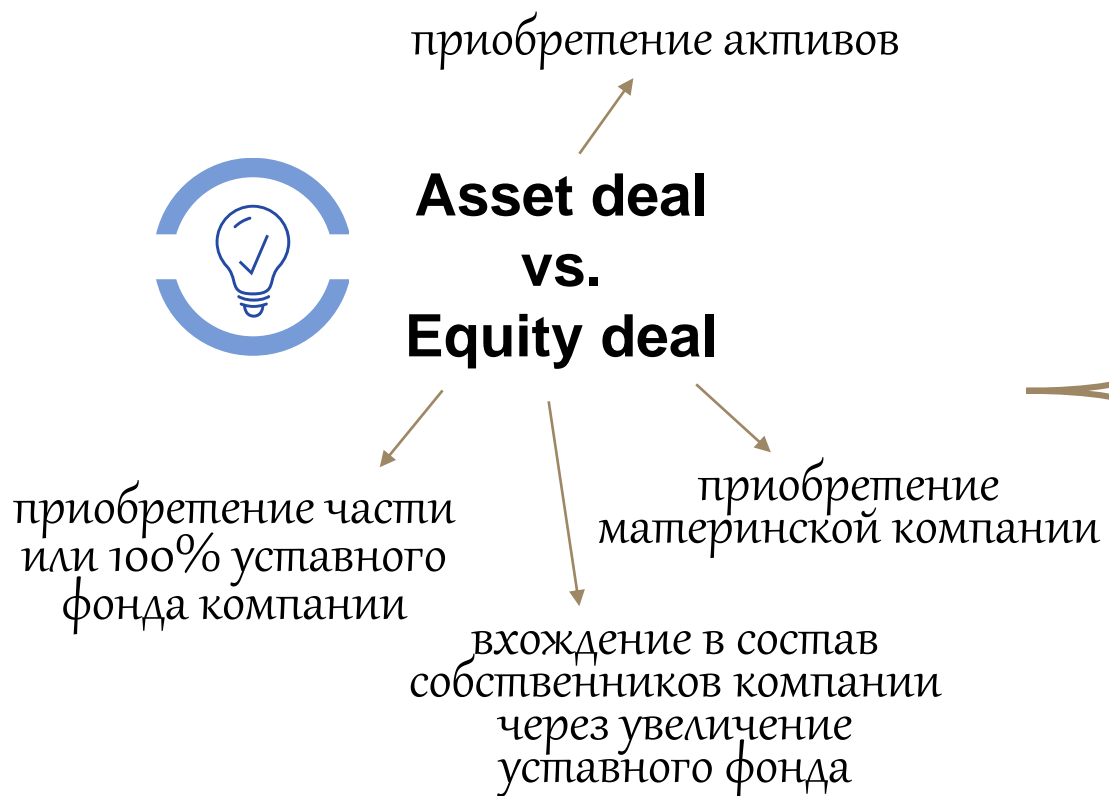 приобретение активов
Asset deal
vs.
Equity deal
приобретение части
или 100% уставного
фонда компании
приобретение
материнской компании
вхождение в состав
собственников компании
через увеличение
уставного фонда